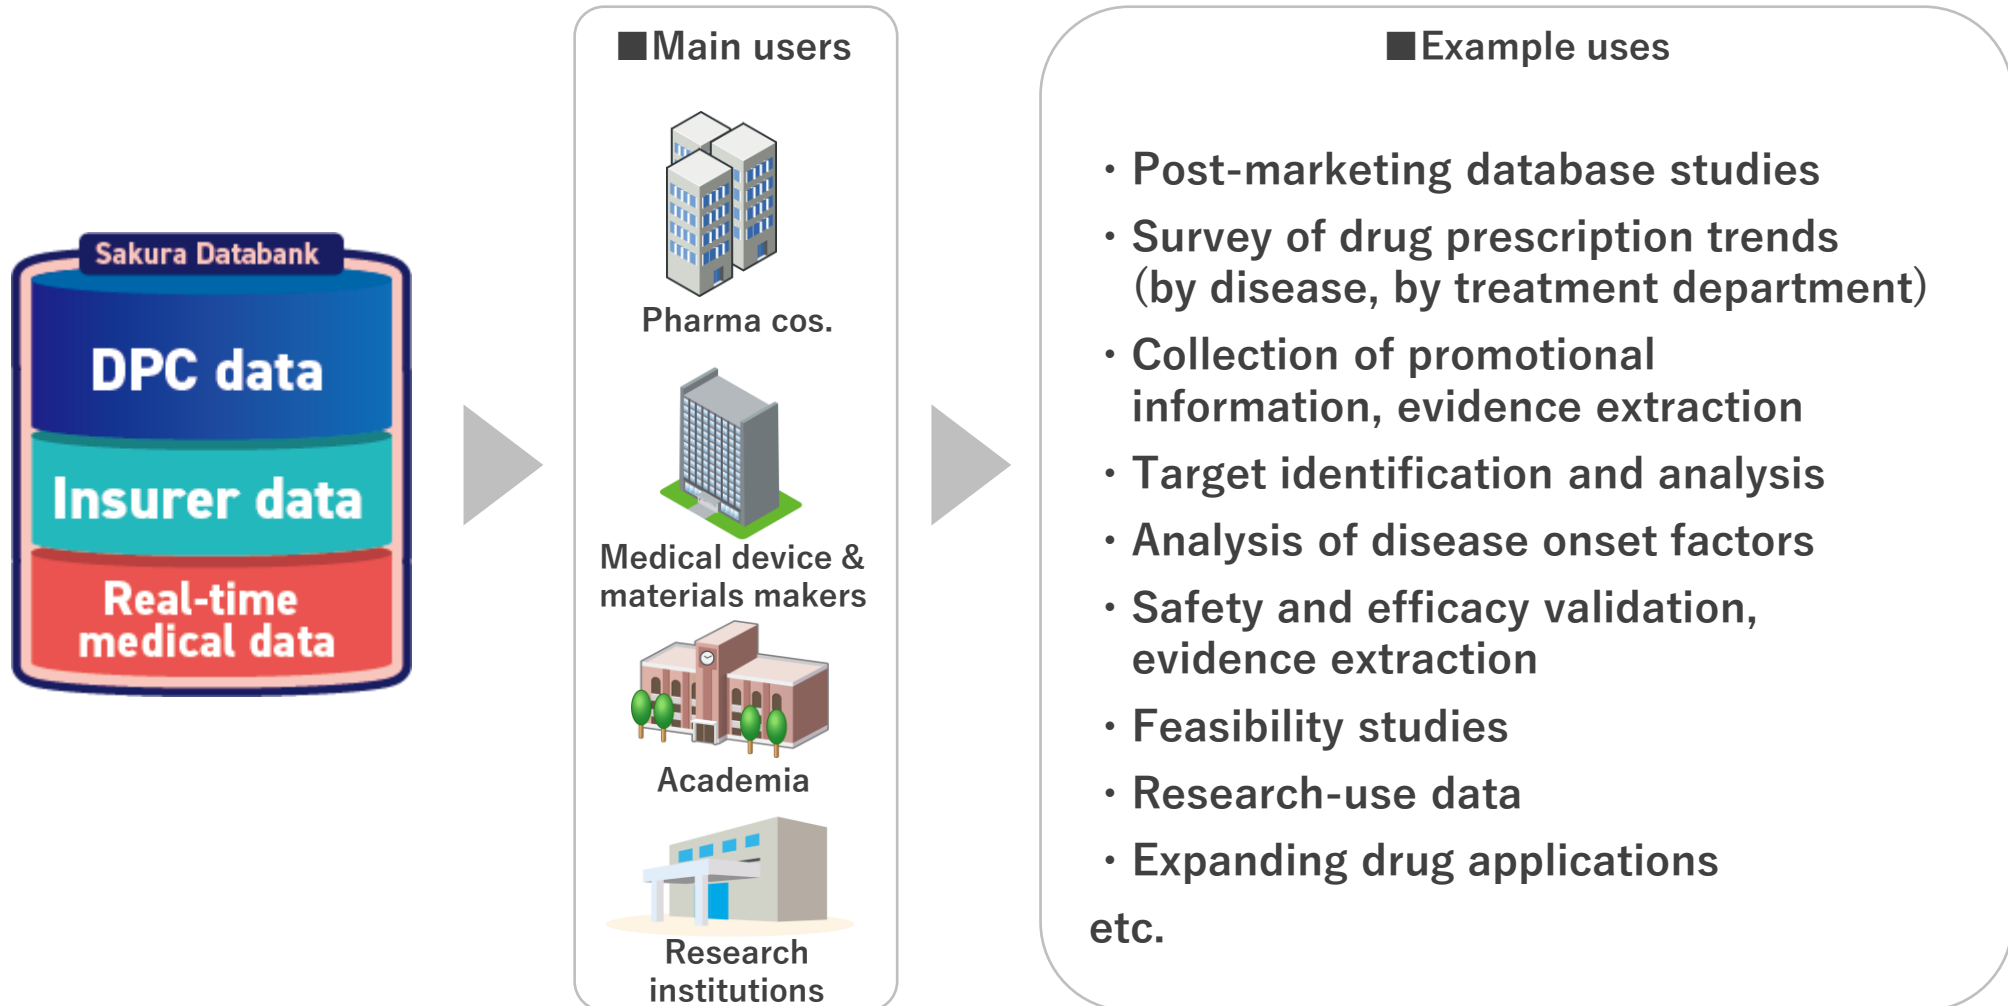 Sakura Databank
DPC data
Insurer data
Real-time
medical data
■Main users
Pharma cos.
Medical device &
materials makers
Academia
Research
institutions
■Example uses
・Post-marketing database studies
・Survey of drug prescription trends
(by disease, by treatment department)
・Collection of promotional
information, evidence extraction
・Target identification and analysis
・Analysis of disease onset factors
・Safety and efficacy validation,
evidence extraction
・Feasibility studies
・Research-use data
・Expanding drug applications
etc.